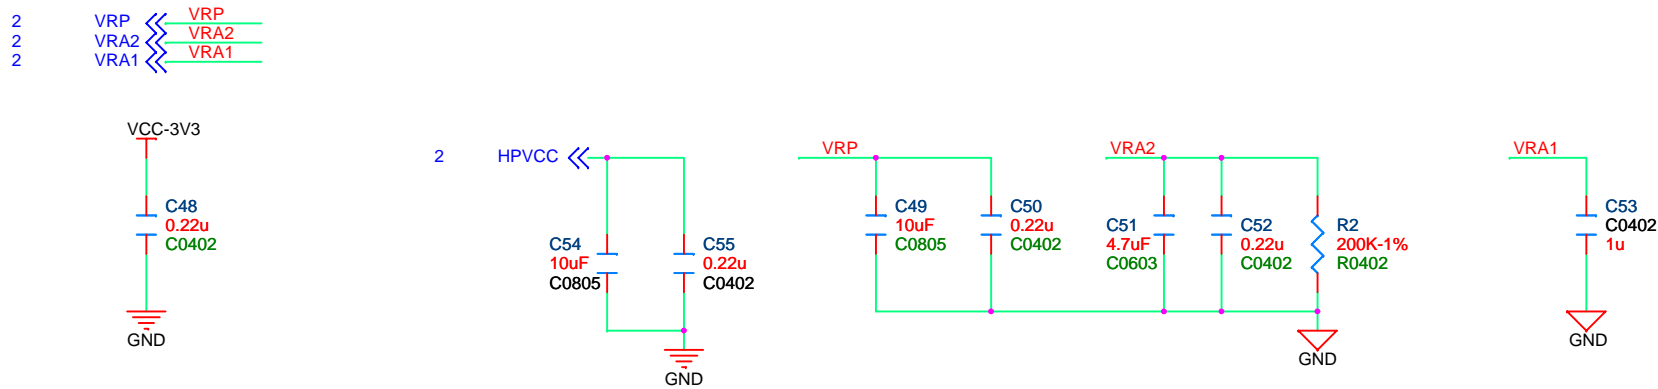 2 VRP VRP
2 VRA2 VRA2
2 VRA1 VRA1
VCC-3V3
C48
0.22u
C0402
GND
2 HPVCC
C54
10uF
C0805
C55
0.22u
C0402
GND
VRP
C49
10uF
C0805
C50
0.22u
C0402
VRA2
C51
4.7uF
C0603
C52
0.22u
C0402
R2
200K-1%
R0402
GND
VRA1
C53
C0402
1u
GND